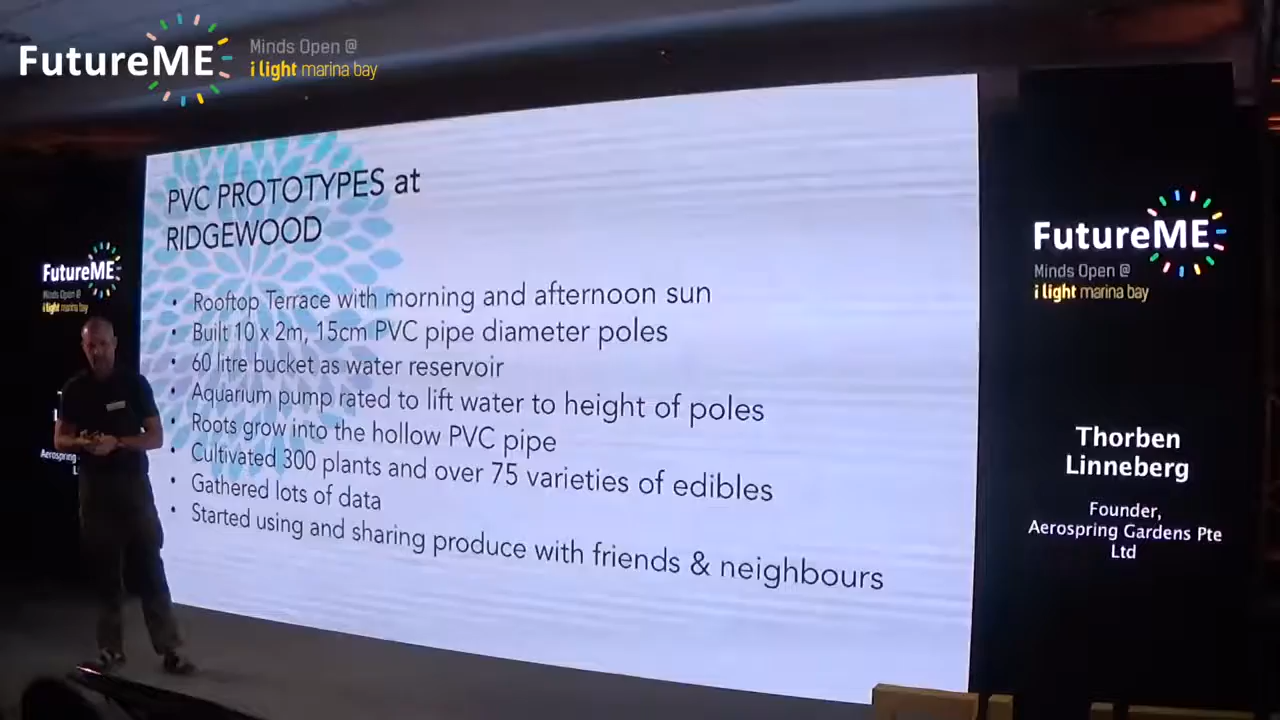 FutureME
Minds Open @
i light marina bay
PVC PROTOTYPES at
RIDGEWOOD
• Rooftop Terrace with morning and afternoon sun
• Built 10 x 2m, 15cm PVC pipe diameter poles
• 60 litre bucket as water reservoir
• Aquarium pump rated to lift water to height of poles
• Roots grow into the hollow PVC pipe
• Cultivated 300 plants and over 75 varieties of edibles
• Gathered lots of data
• Started using and sharing produce with friends & neighbours
FutureME
Minds Open @
i light marina bay
Aerospring
FutureME
Minds Open @
i light marina bay
Thorben
Linneberg
Founder,
Aerospring Gardens Pte
Ltd